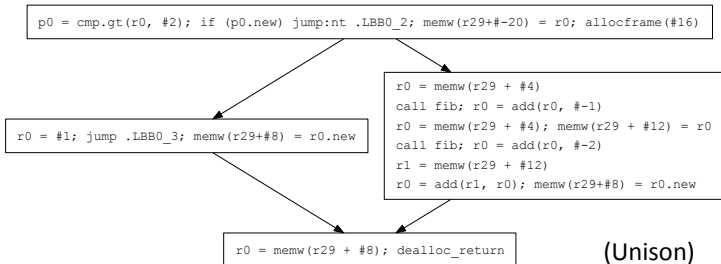 p0 = cmp.gt(r0, #2); if (p0.new) jump:nt .LBB0_2; memw(r29+#-20) = r0; allocframe(#16)
r0 = #1; jump .LBB0_3; memw(r29+#8) = r0.new
r0 = memw(r29 + #4)
call fib; r0 = add(r0, #-1)
r0 = memw(r29 + #4); memw(r29 + #12) = r0
call fib; r0 = add(r0, #-2)
r1 = memw(r29 + #12)
r0 = add(r1, r0); memw(r29+#8) = r0.new
r0 = memw(r29 + #8); dealloc_return
(Unison)